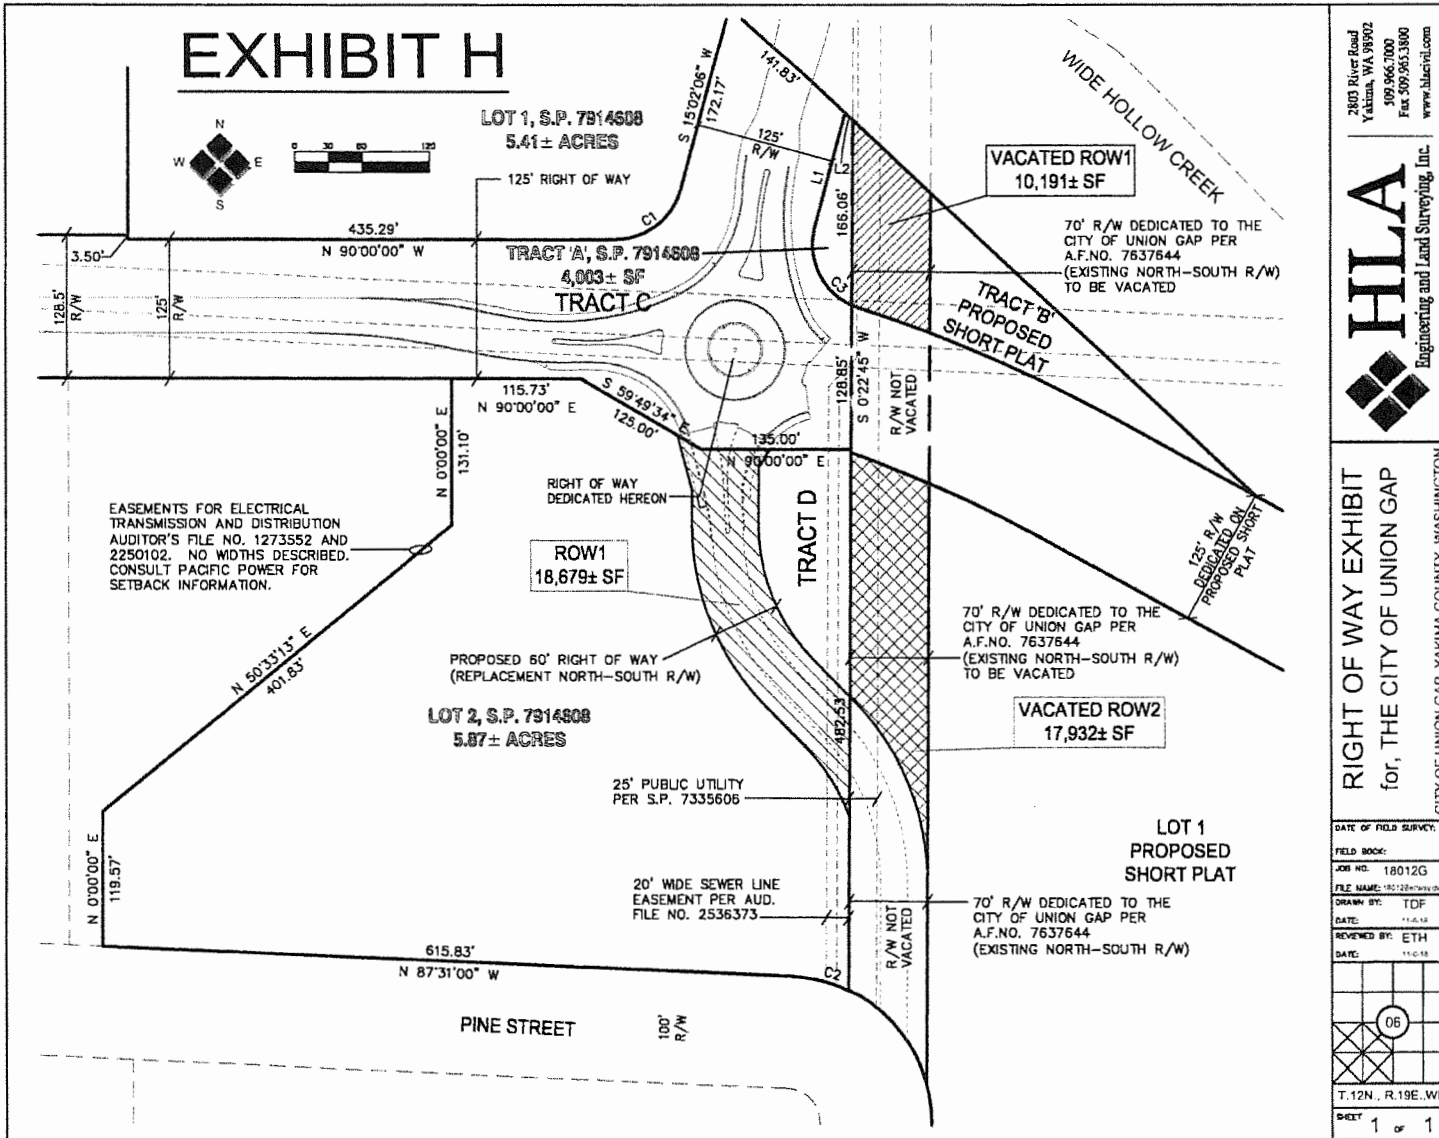 EXHIBIT H
N
W
E
S
0
30
60
120
LOT 1, S.P. 7914608
5.41± ACRES
125' RIGHT OF WAY
S 15°02'06" W
172.17'
141.83'
125'
R/W
L1
L2
166.06'
WIDE HOLLOW CREEK
VACATED ROW1
10,191± SF
70' R/W DEDICATED TO THE
CITY OF UNION GAP PER
A.F.NO. 7637644
(EXISTING NORTH-SOUTH R/W)
TO BE VACATED
435.29'
N 90°00'00" W
C1
3.50'
128.5'
R/W
125'
R/W
TRACT 'A', S.P. 7914608
4,003± SF
TRACT C
C3
TRACT 'B'
PROPOSED
SHORT PLAT
128.85'
S 0°22'45" W
R/W NOT
VACATED
115.73'
N 90°00'00" E
S 59°49'34" E
125.00'
135.00'
N 90°00'00" E
N 0°00'00" E
131.10'
RIGHT OF WAY
DEDICATED HEREON
EASEMENTS FOR ELECTRICAL
TRANSMISSION AND DISTRIBUTION
AUDITOR'S FILE NO. 1273552 AND
2250102. NO WIDTHS DESCRIBED.
CONSULT PACIFIC POWER FOR
SETBACK INFORMATION.
ROW1
18,679± SF
TRACT D
125' R/W
DEDICATED ON
PROPOSED SHORT
PLAT
N 50°33'13" E
401.83'
PROPOSED 60' RIGHT OF WAY
(REPLACEMENT NORTH-SOUTH R/W)
70' R/W DEDICATED TO THE
CITY OF UNION GAP PER
A.F.NO. 7637644
(EXISTING NORTH-SOUTH R/W)
TO BE VACATED
LOT 2, S.P. 7914608
5.87± ACRES
482.53'
VACATED ROW2
17,932± SF
25' PUBLIC UTILITY
PER S.P. 7335606
LOT 1
PROPOSED
SHORT PLAT
N 0°00'00" E
119.57'
20' WIDE SEWER LINE
EASEMENT PER AUD.
FILE NO. 2536373
70' R/W DEDICATED TO THE
CITY OF UNION GAP PER
A.F.NO. 7637644
(EXISTING NORTH-SOUTH R/W)
R/W NOT
VACATED
615.83'
N 87°31'00" W
C2
PINE STREET
100'
R/W
2803 River Road
Yakima, WA 98902
509.966.7000
Fax 509.965.3800
www.hlacivil.com
HLA
Engineering and Land Surveying, Inc.
RIGHT OF WAY EXHIBIT
for, THE CITY OF UNION GAP
CITY OF UNION GAP, YAKIMA COUNTY, WASHINGTON
DATE OF FIELD SURVEY:
FIELD BOOK:
JOB NO. 18012G
FILE NAME:
DRAWN BY: TDF
DATE:
REVIEWED BY: ETH
DATE:
06
T.12N., R.19E.,
SHEET 1 OF 1